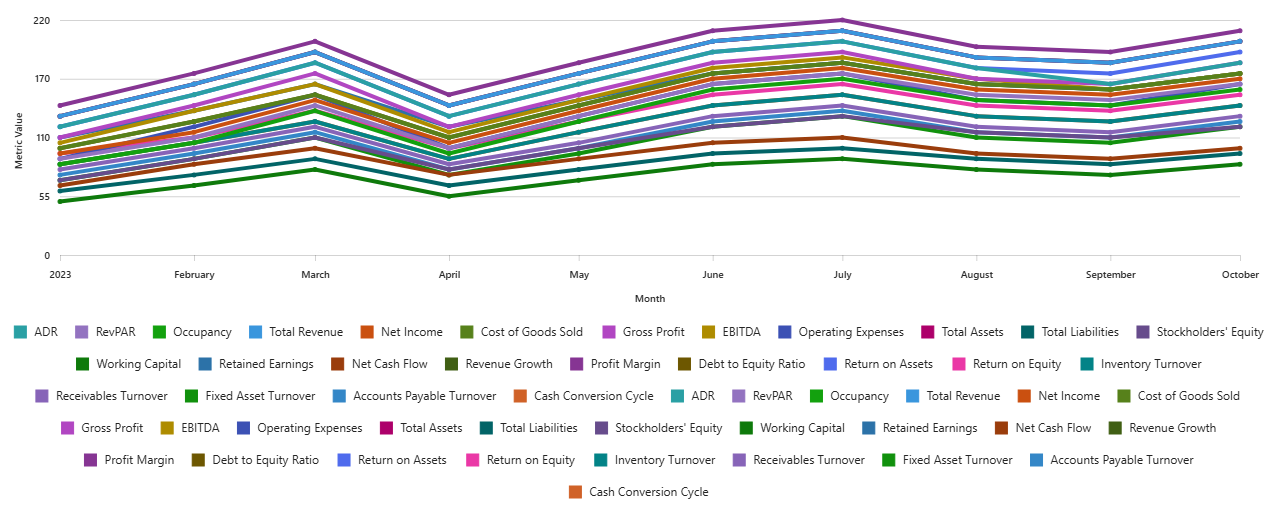 220
170
110
55
0
Metric Value
2023 February March April May June July August September October
Month
ADR RevPAR Occupancy Total Revenue Net Income Cost of Goods Sold Gross Profit EBITDA Operating Expenses Total Assets Total Liabilities Stockholders' Equity
Working Capital Retained Earnings Net Cash Flow Revenue Growth Profit Margin Debt to Equity Ratio Return on Assets Return on Equity Inventory Turnover
Receivables Turnover Fixed Asset Turnover Accounts Payable Turnover Cash Conversion Cycle ADR RevPAR Occupancy Total Revenue Net Income Cost of Goods Sold
Gross Profit EBITDA Operating Expenses Total Assets Total Liabilities Stockholders' Equity Working Capital Retained Earnings Net Cash Flow Revenue Growth
Profit Margin Debt to Equity Ratio Return on Assets Return on Equity Inventory Turnover Receivables Turnover Fixed Asset Turnover Accounts Payable Turnover
Cash Conversion Cycle